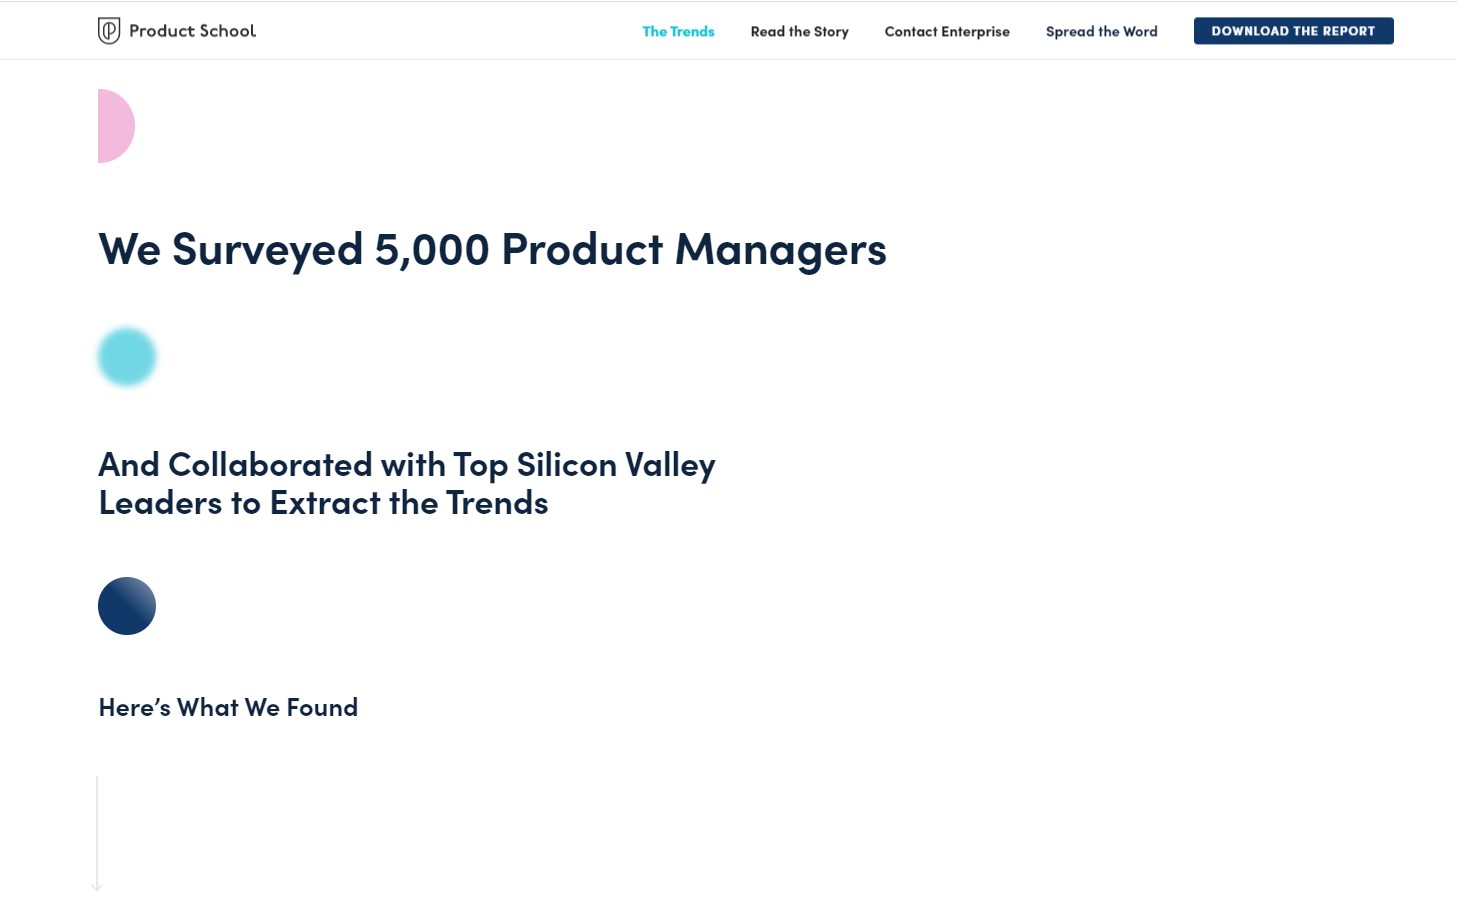 Product School
The Trends
Read the Story
Contact Enterprise
Spread the Word
DOWNLOAD THE REPORT
We Surveyed 5,000 Product Managers
And Collaborated with Top Silicon Valley
Leaders to Extract the Trends
Here’s What We Found